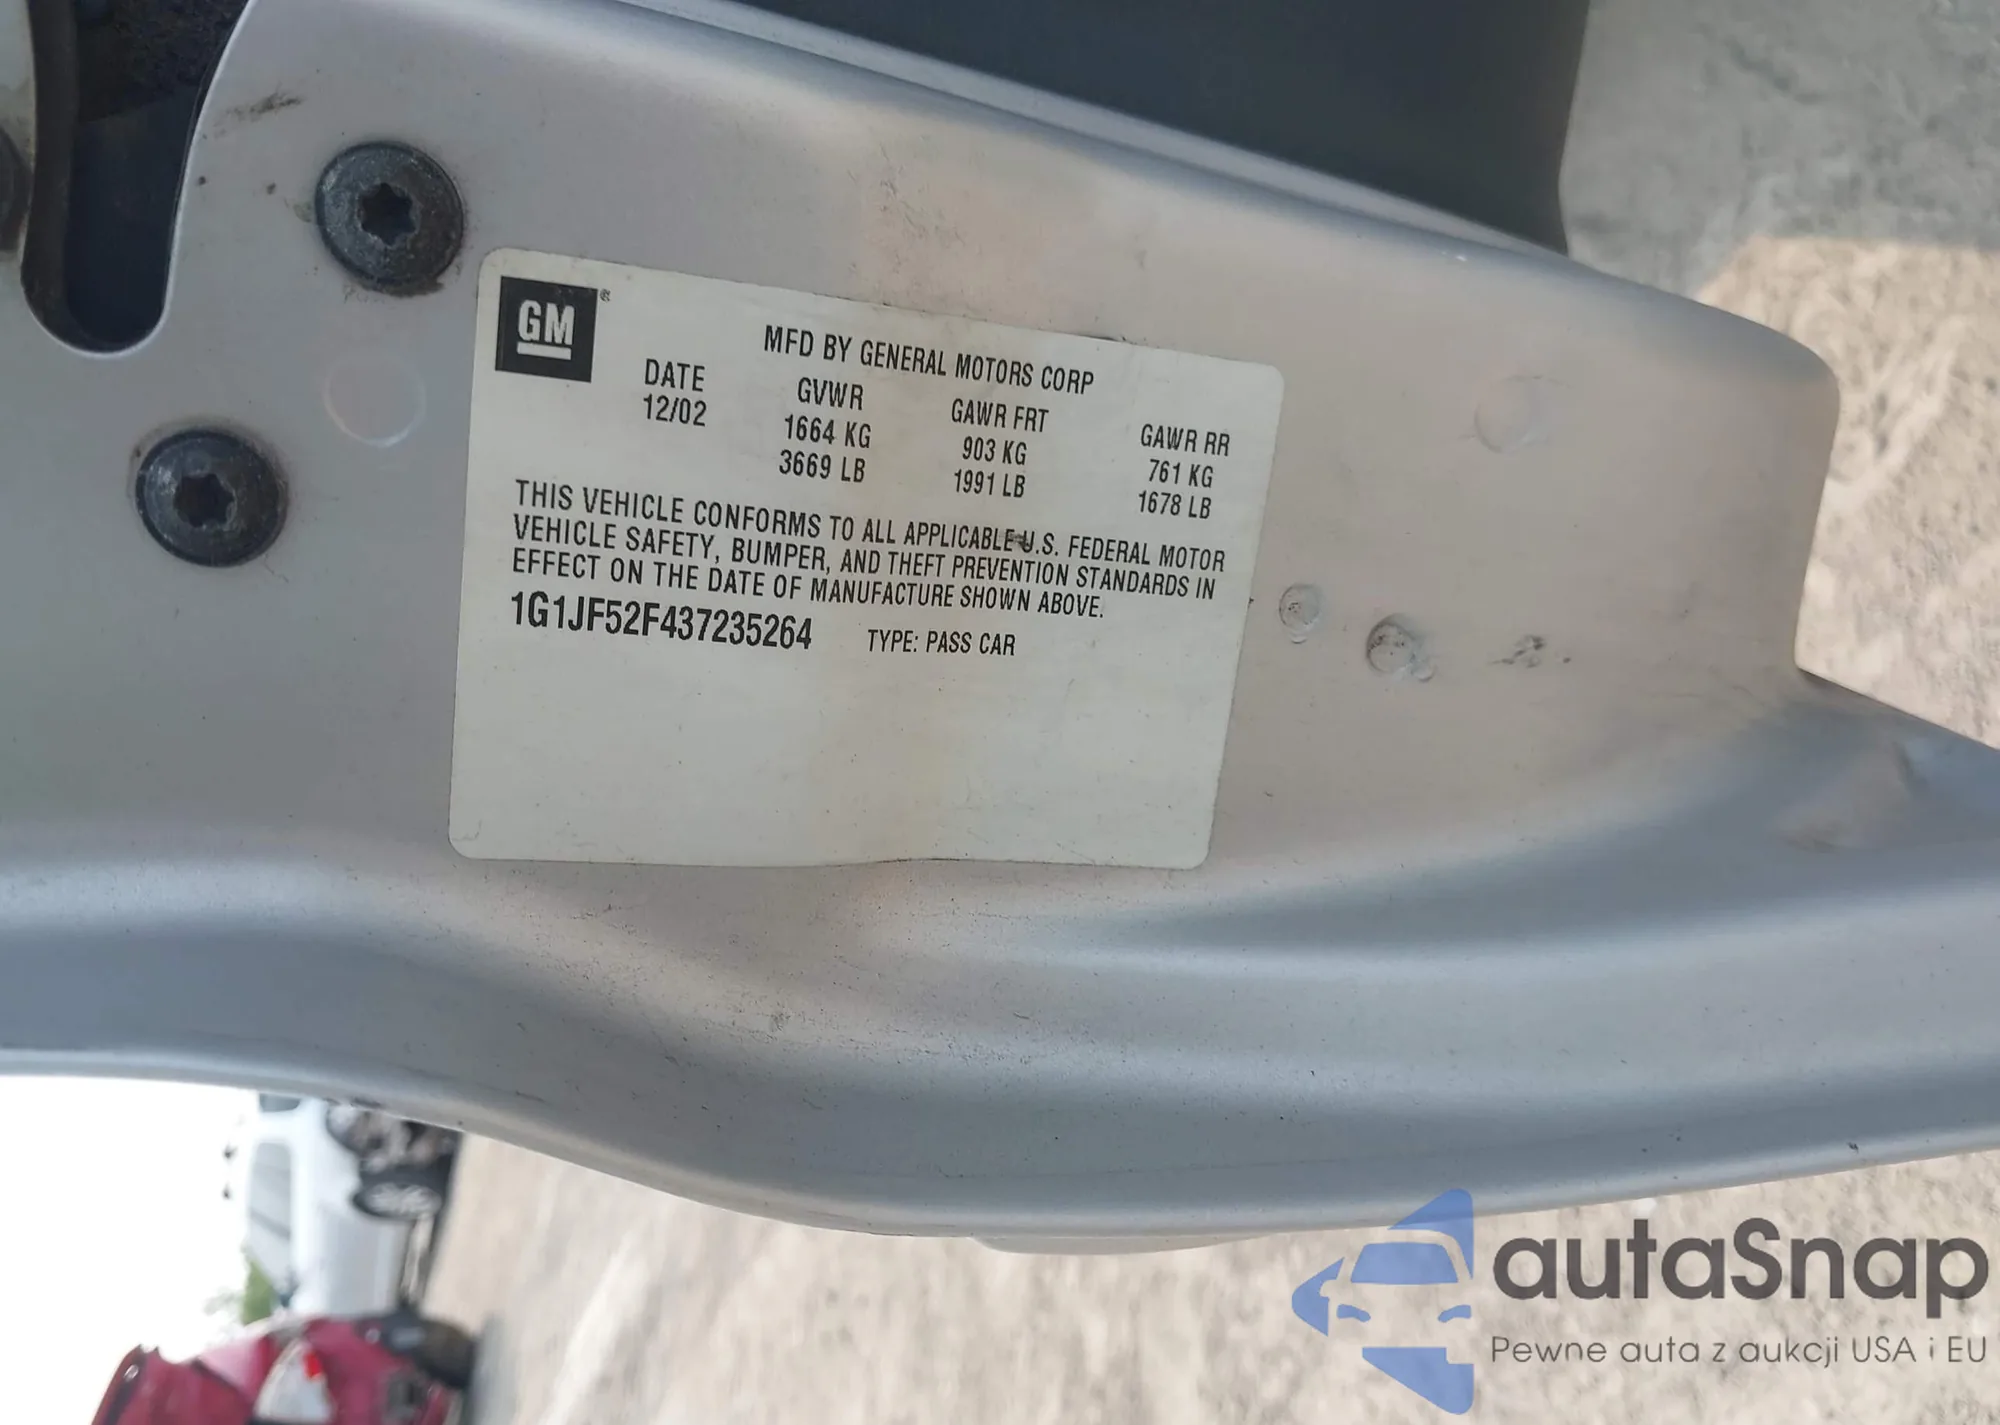 GM®
MFD BY GENERAL MOTORS CORP
DATE GVWR GAWR FRT GAWR RR
12/02 1664 KG 903 KG 761 KG
3669 LB 1991 LB 1678 LB
THIS VEHICLE CONFORMS TO ALL APPLICABLE U.S. FEDERAL MOTOR
VEHICLE SAFETY, BUMPER, AND THEFT PREVENTION STANDARDS IN
EFFECT ON THE DATE OF MANUFACTURE SHOWN ABOVE.
1G1JF52F437235264 TYPE: PASS CAR
autaSnap
Pewne auta z aukcji USA i EU